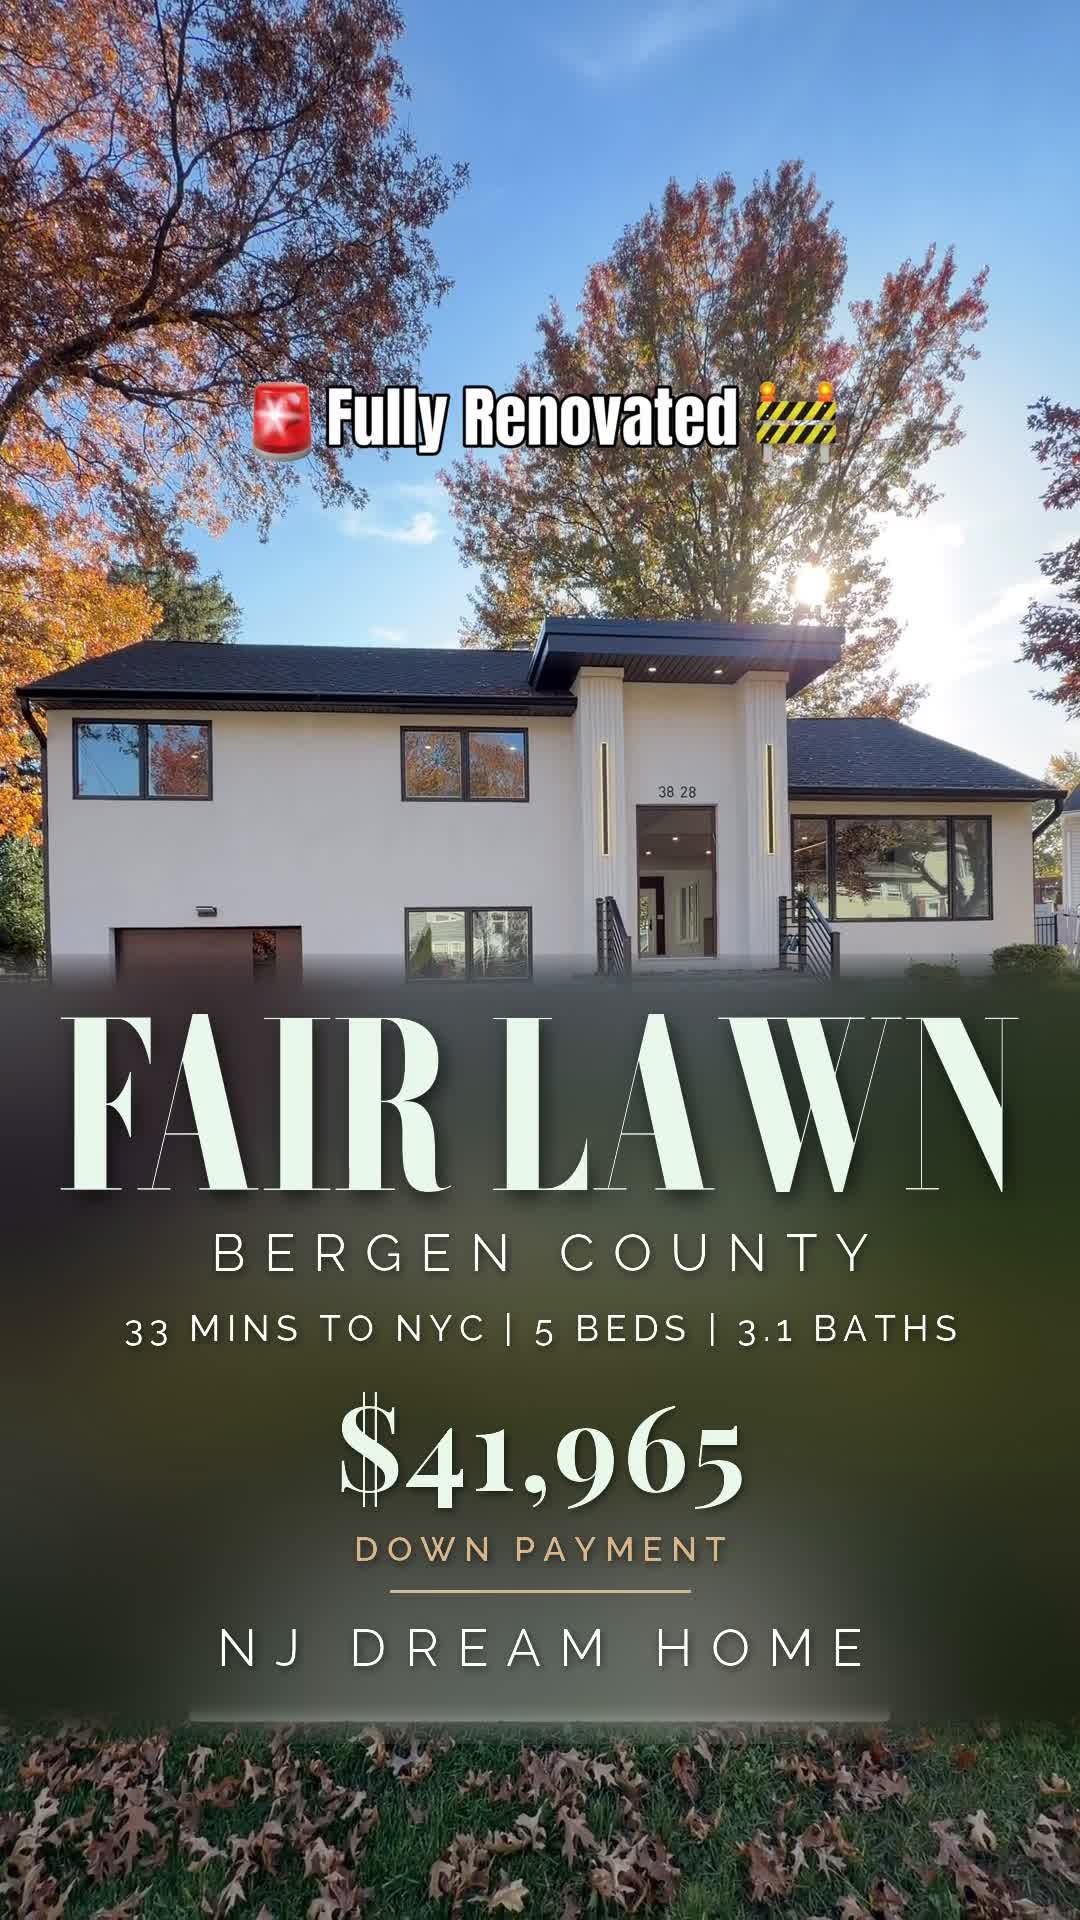 Fully Renovated
38 28
FAIR LAWN
BERGEN COUNTY
33 MINS TO NYC | 5 BEDS | 3.1 BATHS
$41,965
DOWN PAYMENT
NJ DREAM HOME